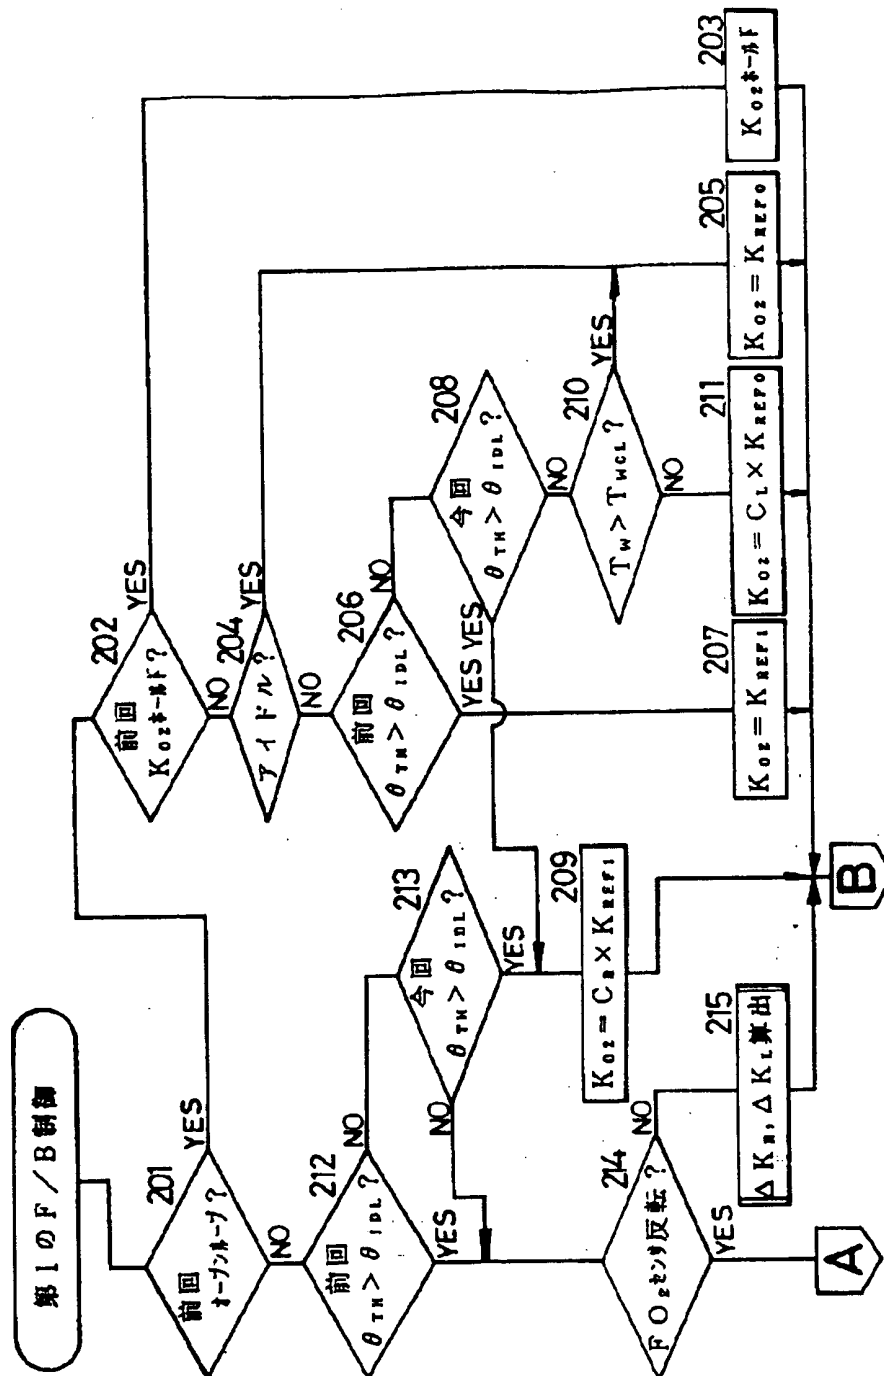 第1のF/B制御
201
前回
オープンループ?
YES
NO
202
前回
KO2ホールド?
YES
NO
203
KO2ホールド
204
アイドル?
YES
NO
205
KO2=KREF0
206
前回
θTH>θIDL?
NO
YES
207
KO2=KREF1
208
今回
θTH>θIDL?
YES
NO
209
KO2=CR×KREF1
210
TW>TWCL?
YES
NO
211
KO2=CL×KREF0
212
前回
θTH>θIDL?
NO
YES
213
今回
θTH>θIDL?
NO
YES
214
FO2センサ反転?
NO
YES
215
ΔKR,ΔKL算出
A
B